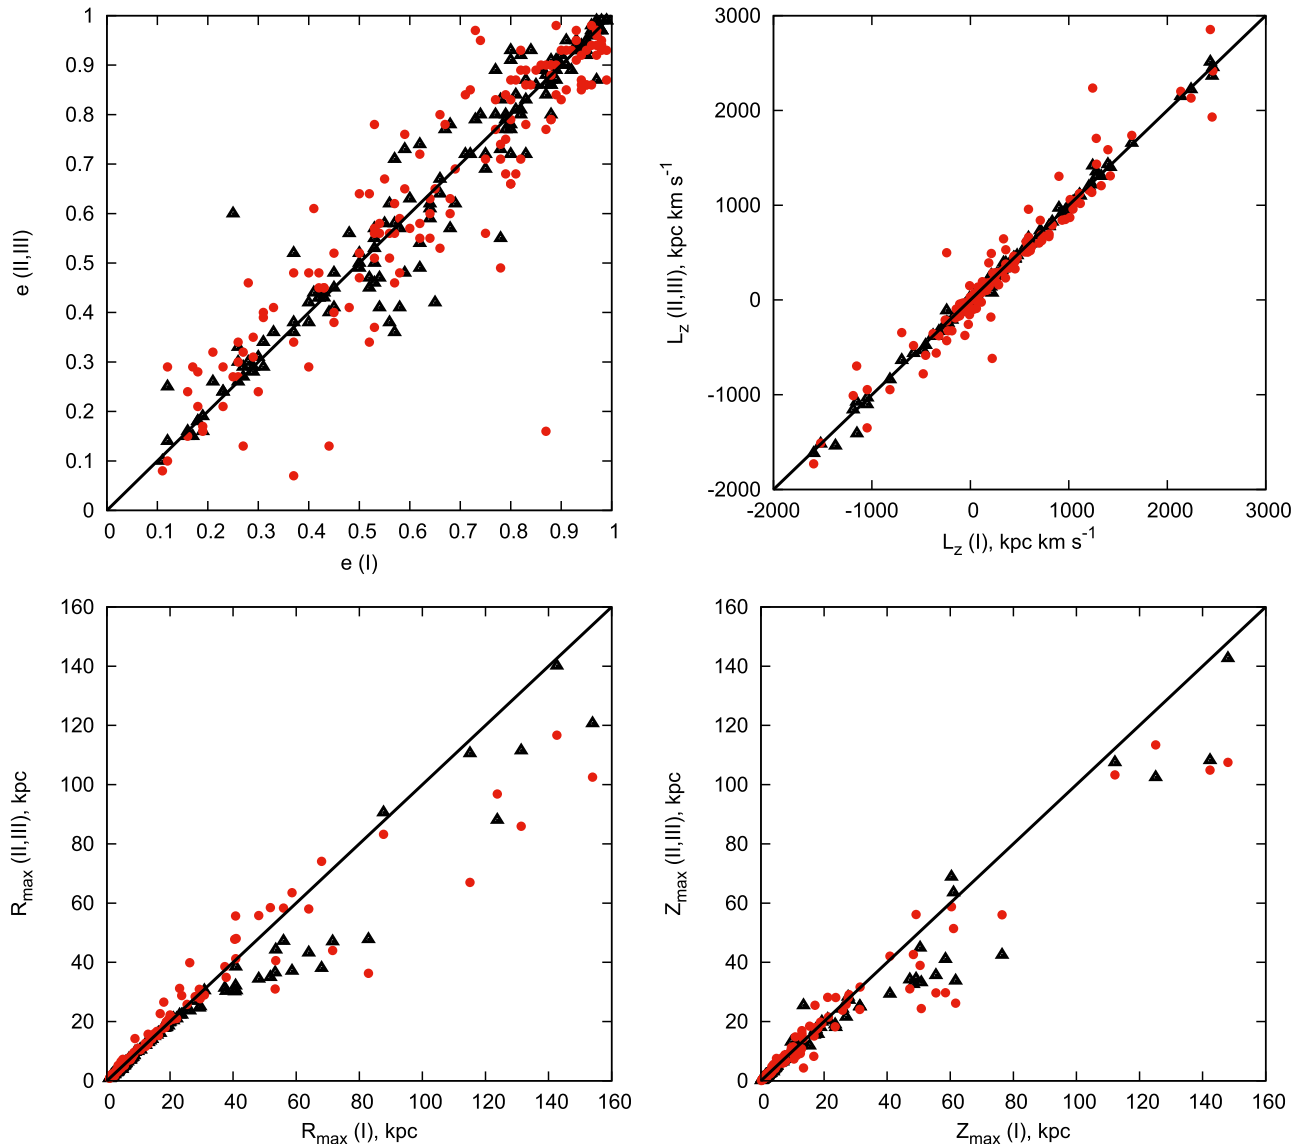 1
0.9
0.8
0.7
0.6
0.5
0.4
0.3
0.2
0.1
0
e (II,III)
0 0.1 0.2 0.3 0.4 0.5 0.6 0.7 0.8 0.9 1
e (I)
3000
2000
1000
0
-1000
-2000
L_z (II,III), kpc km s^-1
-2000 -1000 0 1000 2000 3000
L_z (I), kpc km s^-1
160
140
120
100
80
60
40
20
0
R_max (II,III), kpc
0 20 40 60 80 100 120 140 160
R_max (I), kpc
160
140
120
100
80
60
40
20
0
Z_max (II,III), kpc
0 20 40 60 80 100 120 140 160
Z_max (I), kpc